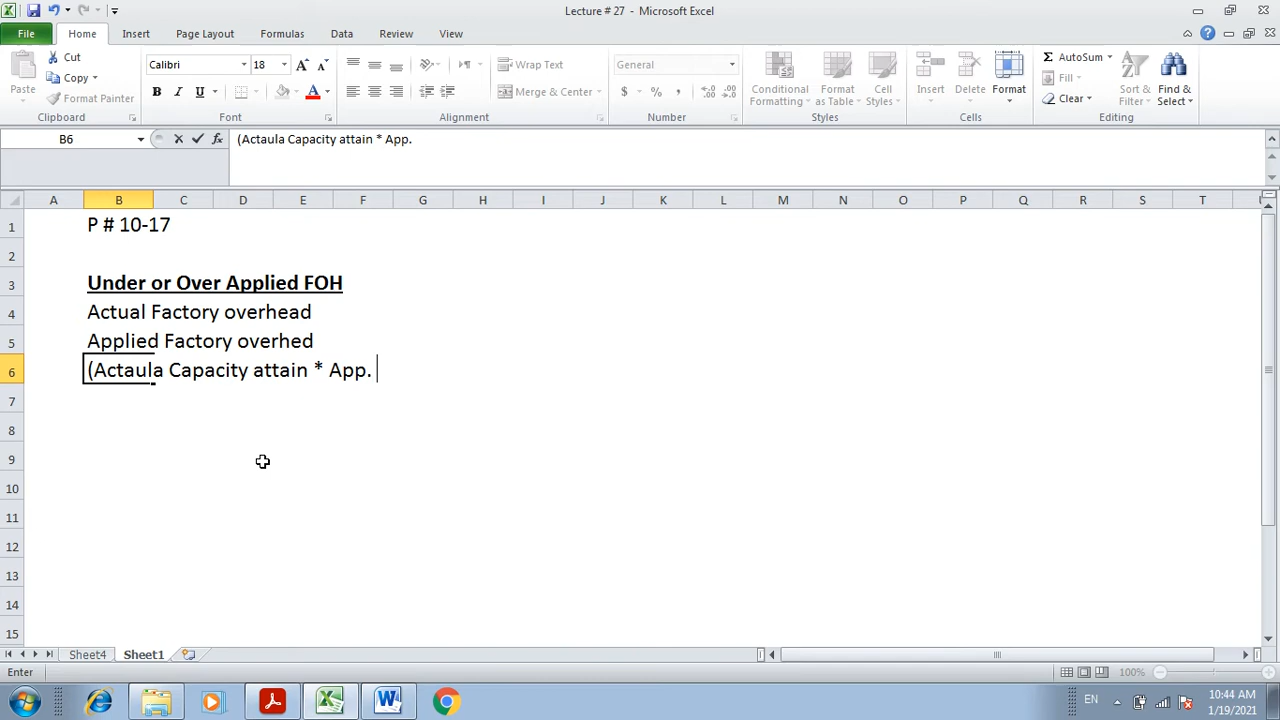 Lecture # 27 - Microsoft Excel
File Home Insert Page Layout Formulas Data Review View
Paste Cut Copy Format Painter
Calibri 18
B I U A
Wrap Text
Merge & Center
General
$ % ,
Conditional Formatting Format as Table Cell Styles
Insert Delete Format
Σ AutoSum Fill Clear
Sort & Filter Find & Select
Clipboard Font Alignment Number Styles Cells Editing
B6 fx (Actaula Capacity attain * App.
A B C D E F G H I J K L M N O P Q R S T
1 P # 10-17
2
3 Under or Over Applied FOH
4 Actual Factory overhead
5 Applied Factory overhed
6 (Actaula Capacity attain * App.
7
8
9
10
11
12
13
14
15
Sheet4 Sheet1
Enter 100%
EN 10:44 AM
1/19/2021